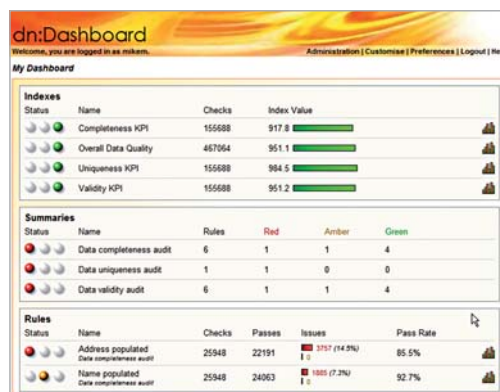 dn:Dashboard
Welcome, you are logged in as mikem.
Administration | Customise | Preferences | Logout | He
My Dashboard
Indexes
Status Name Checks Index Value
Completeness KPI 155688 917.8
Overall Data Quality 467064 951.1
Uniqueness KPI 155688 984.5
Validity KPI 155688 951.2
Summaries
Status Name Rules Red Amber Green
Data completeness audit 6 1 1 4
Data uniqueness audit 1 1 0 0
Data validity audit 6 1 1 4
Rules
Status Name Checks Passes Issues Pass Rate
Address populated 25948 22191 3757 (14.5%) 85.5%
Data completeness audit 0
Name populated 25948 24063 1885 (7.3%) 92.7%
Data completeness audit 0